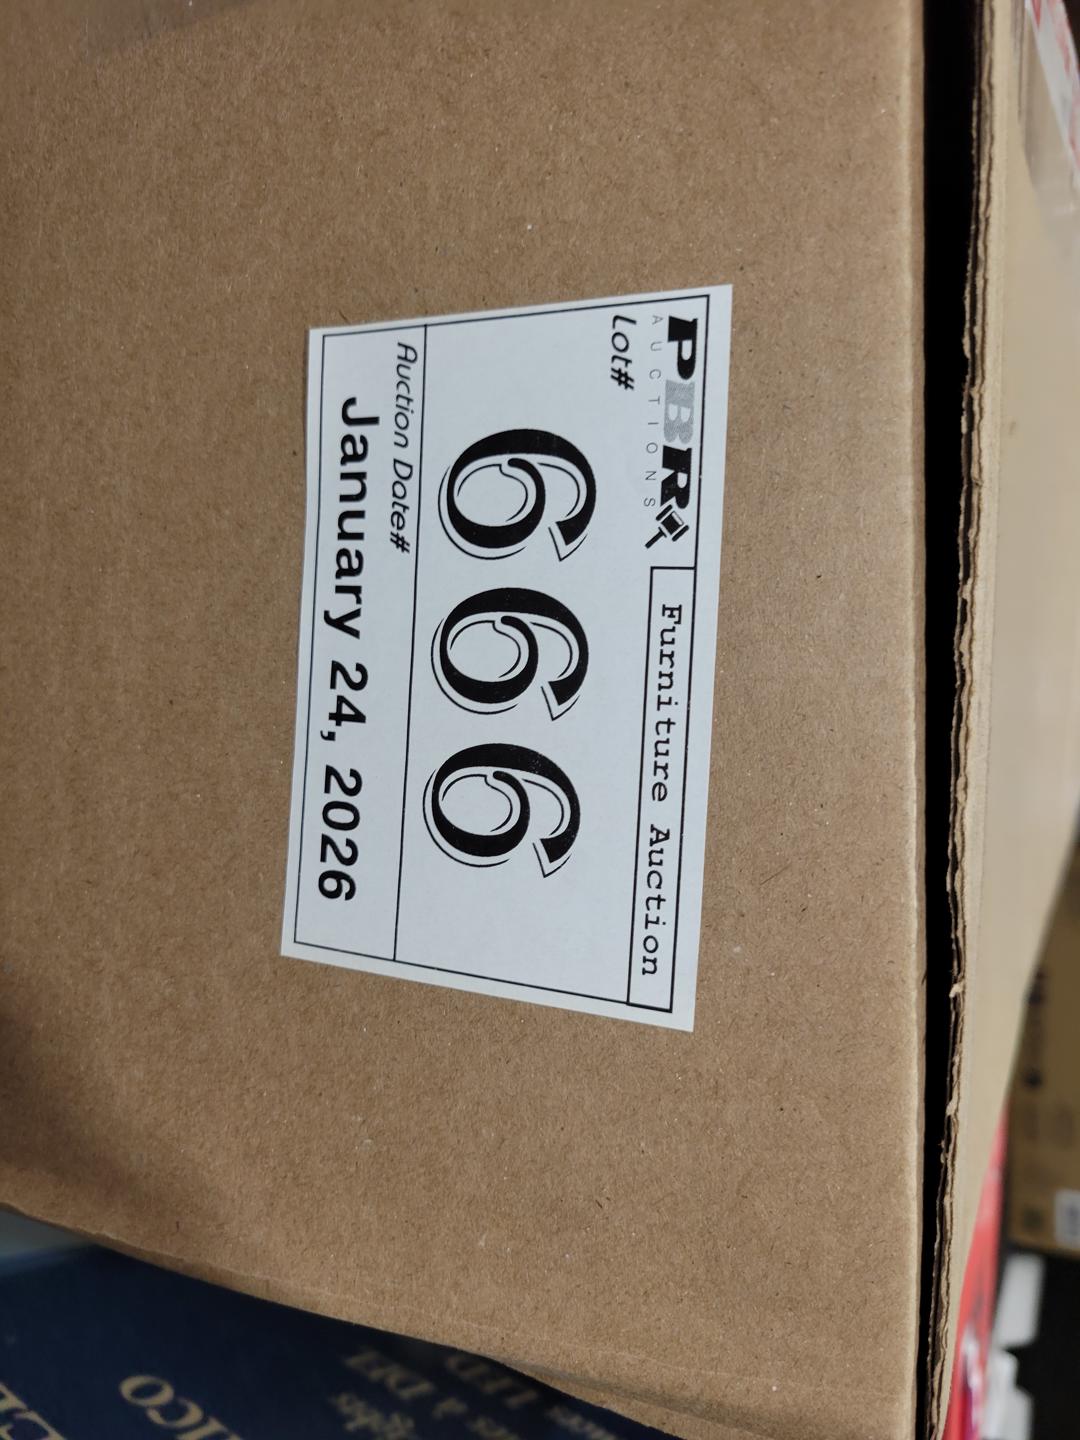 PBR
AUCTIONS
Furniture Auction
Lot#
666
Auction Date#
January 24, 2026